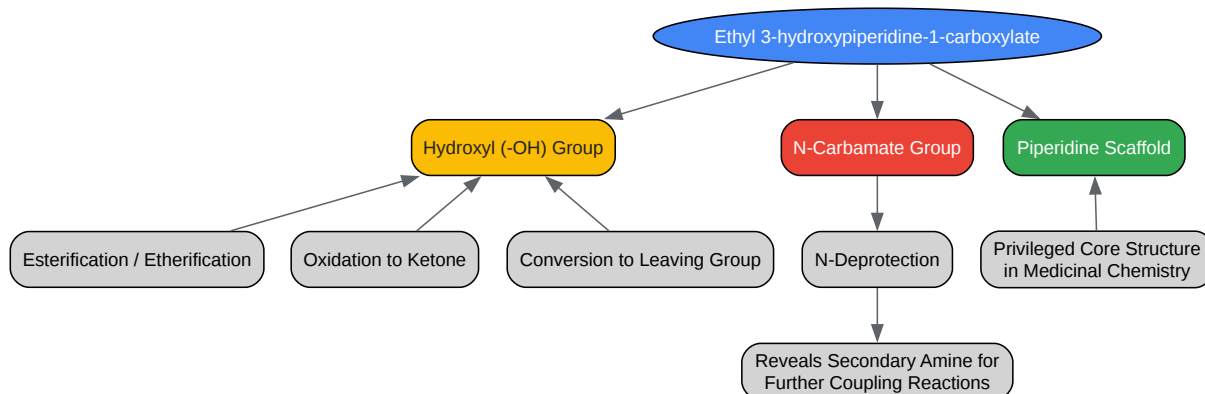 Ethyl 3-hydroxypiperidine-1-carboxylate
Hydroxyl (-OH) Group
N-Carbamate Group
Piperidine Scaffold
Esterification / Etherification
Oxidation to Ketone
Conversion to Leaving Group
N-Deprotection
Privileged Core Structure
in Medicinal Chemistry
Reveals Secondary Amine for
Further Coupling Reactions